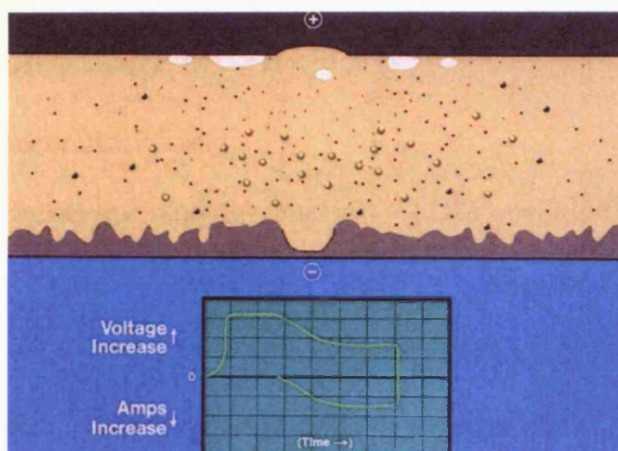 +
−
Voltage
Increase ↑
0
Amps
Increase ↓
(Time →)